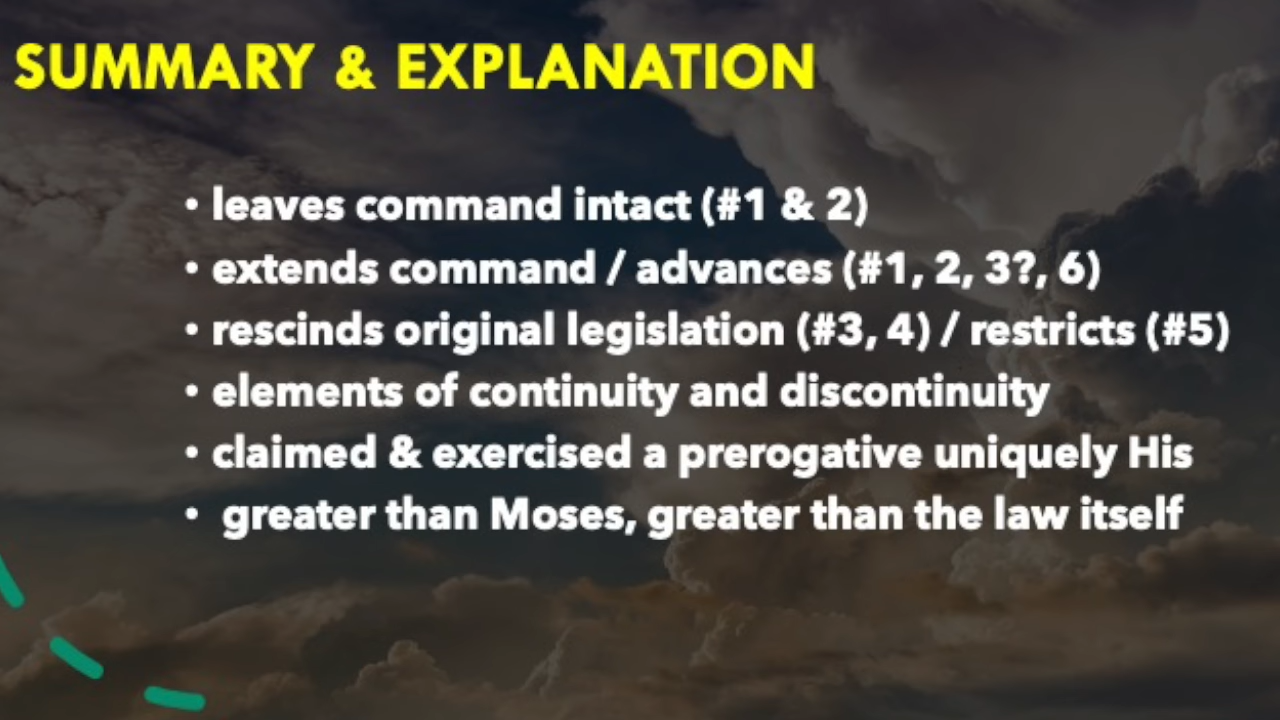 SUMMARY & EXPLANATION
• leaves command intact (#1 & 2)
• extends command / advances (#1, 2, 3?, 6)
• rescinds original legislation (#3, 4) / restricts (#5)
• elements of continuity and discontinuity
• claimed & exercised a prerogative uniquely His
• greater than Moses, greater than the law itself